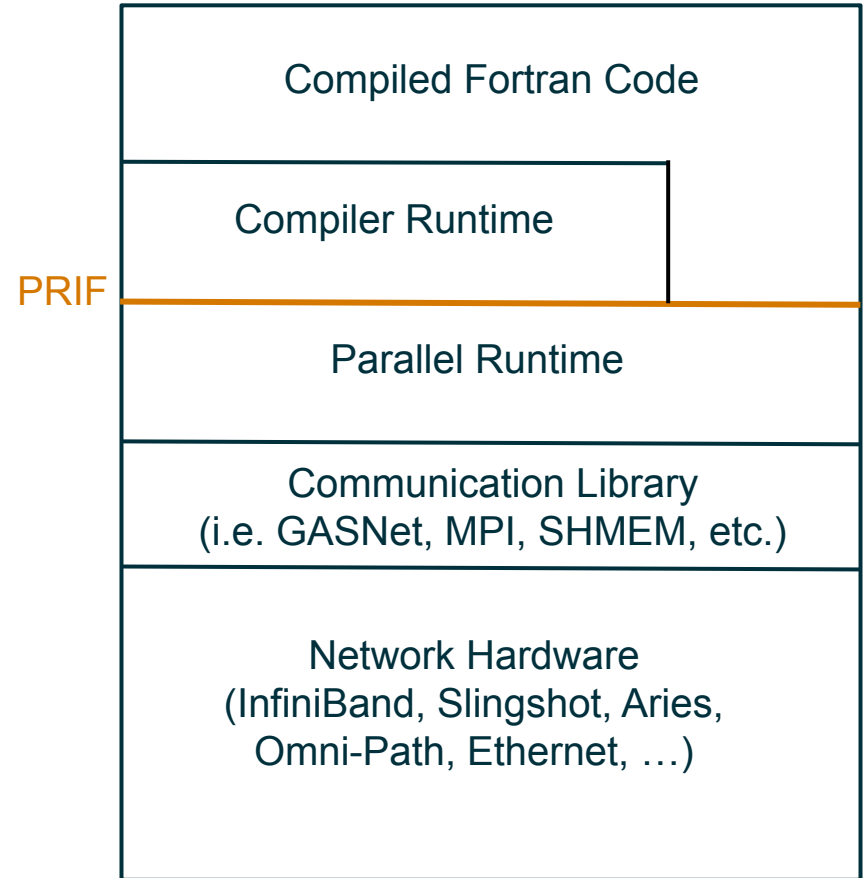 Compiled Fortran Code
Compiler Runtime
PRIF
Parallel Runtime
Communication Library
(i.e. GASNet, MPI, SHMEM, etc.)
Network Hardware
(InfiniBand, Slingshot, Aries,
Omni-Path, Ethernet, …)